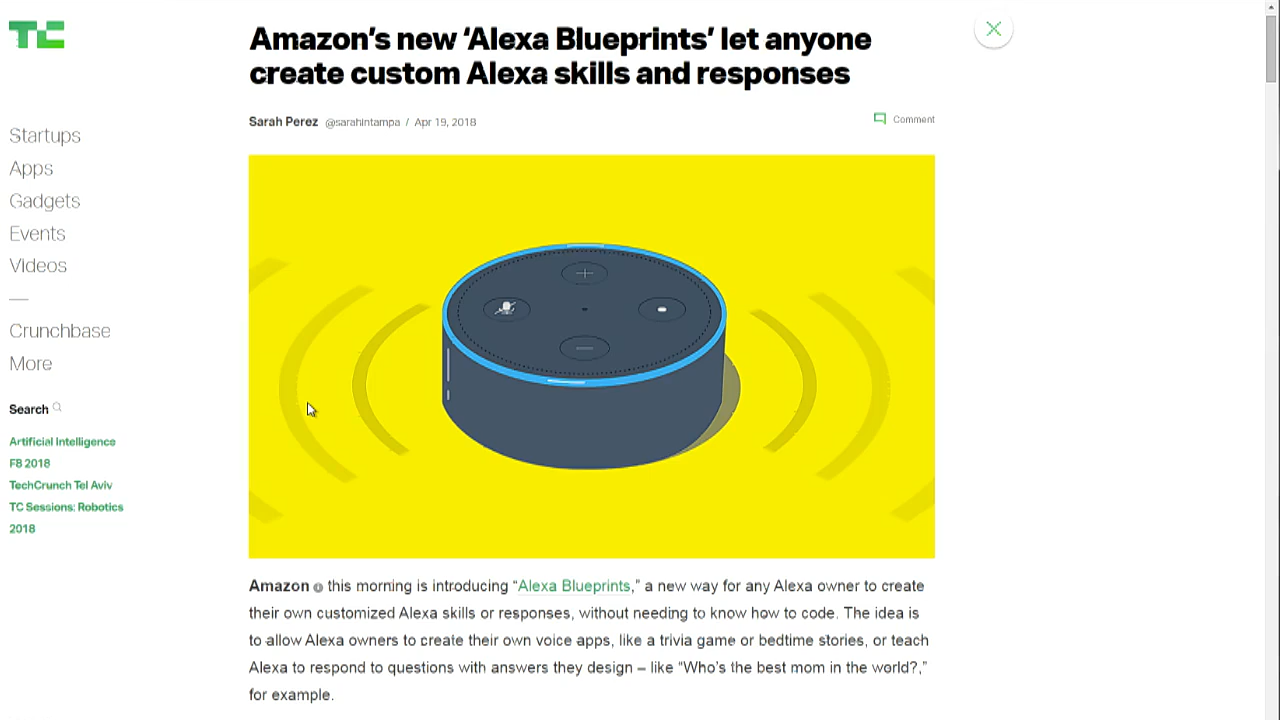 TC
Amazon's new ‘Alexa Blueprints’ let anyone
create custom Alexa skills and responses
Sarah Perez @sarahintampa / Apr 19, 2018
Comment
Startups
Apps
Gadgets
Events
Videos
Crunchbase
More
Search
Artificial Intelligence
F8 2018
TechCrunch Tel Aviv
TC Sessions: Robotics
2018
Amazon this morning is introducing “Alexa Blueprints,” a new way for any Alexa owner to create
their own customized Alexa skills or responses, without needing to know how to code. The idea is
to allow Alexa owners to create their own voice apps, like a trivia game or bedtime stories, or teach
Alexa to respond to questions with answers they design – like “Who’s the best mom in the world?,”
for example.